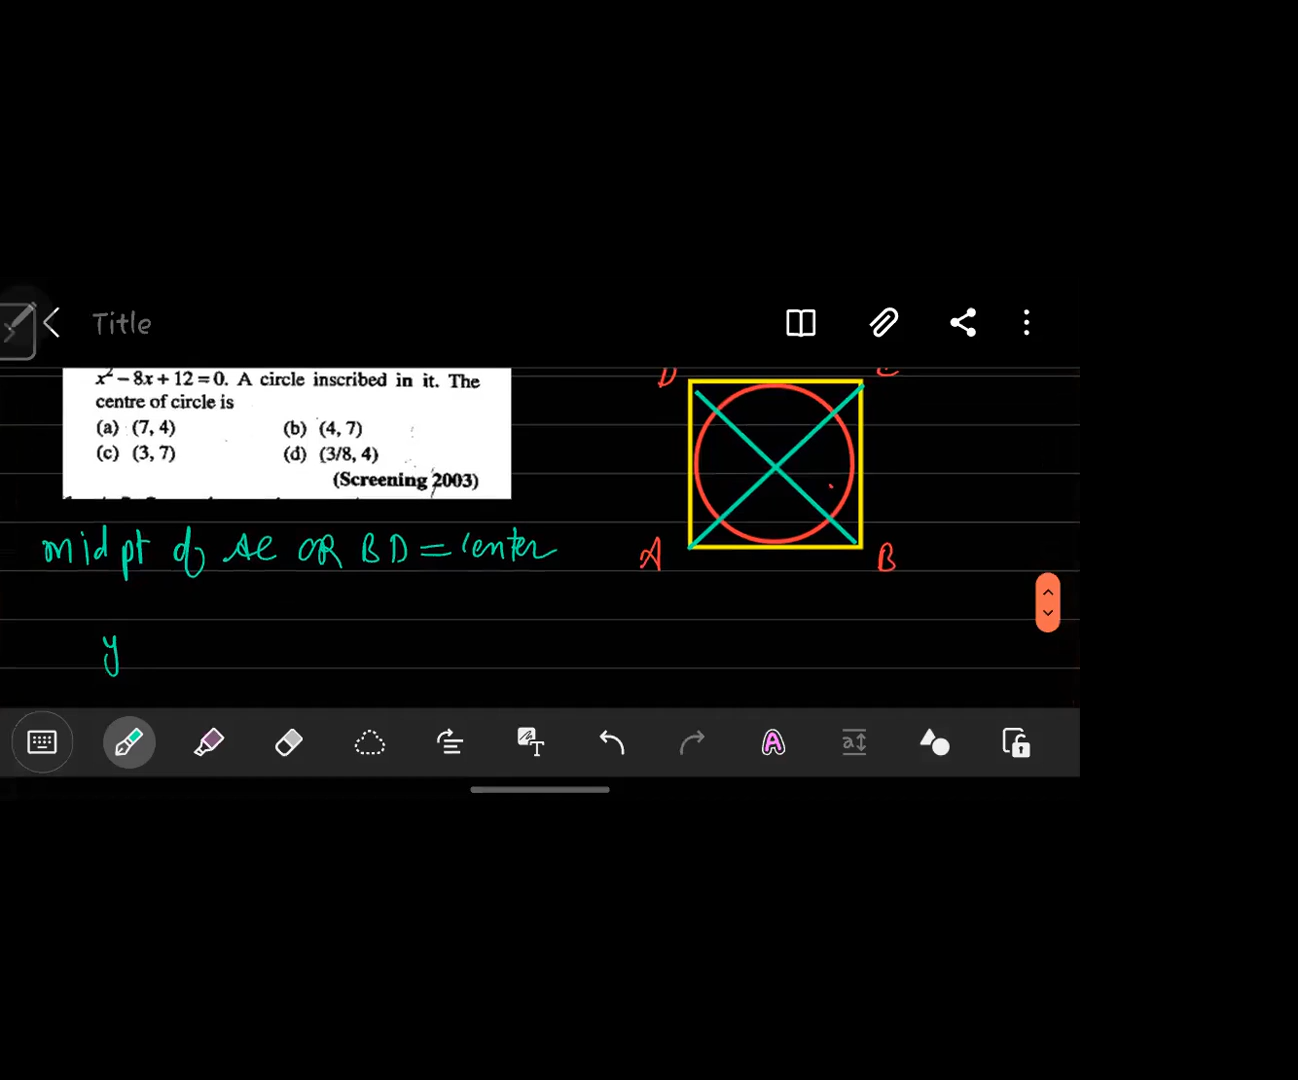 Title
x² – 8x + 12 = 0. A circle inscribed in it. The
centre of circle is
(a) (7, 4) (b) (4, 7)
(c) (3, 7) (d) (3/8, 4)
(Screening 2003)
D C
A B
mid pt of AC OR BD = center
y